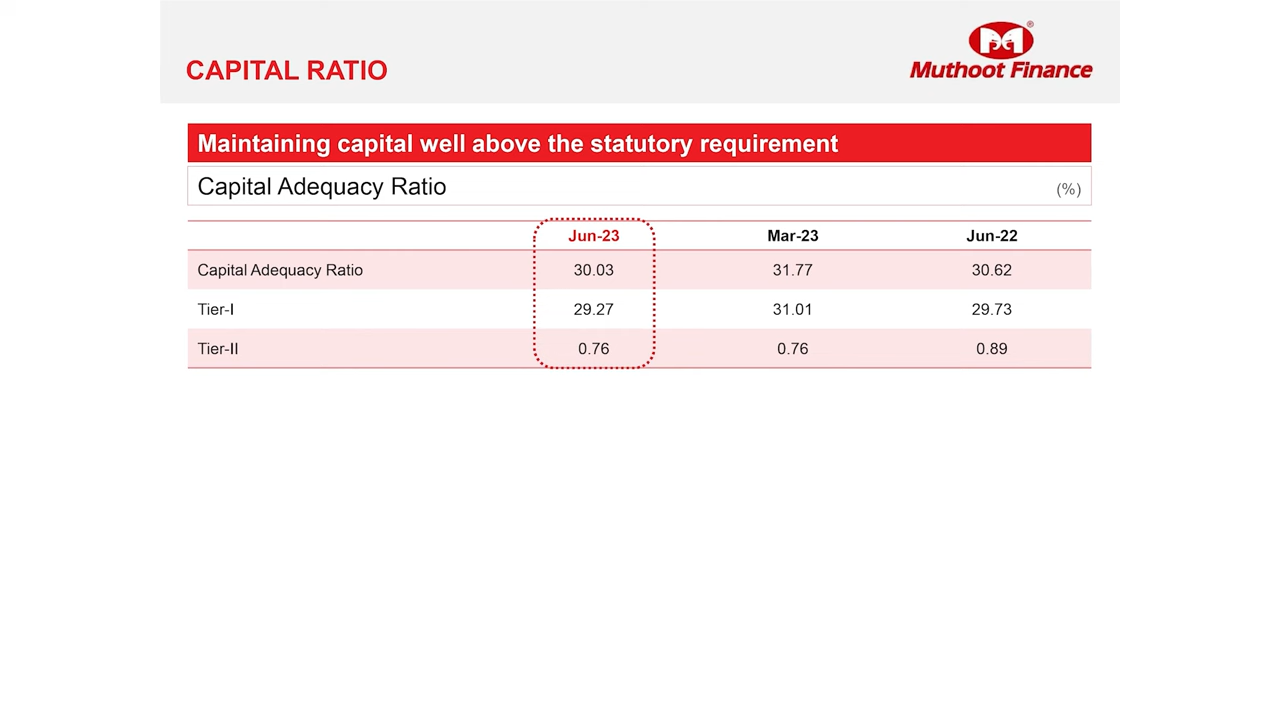 CAPITAL RATIO
Muthoot Finance
Maintaining capital well above the statutory requirement
Capital Adequacy Ratio (%)
Jun-23 Mar-23 Jun-22
Capital Adequacy Ratio 30.03 31.77 30.62
Tier-I 29.27 31.01 29.73
Tier-II 0.76 0.76 0.89